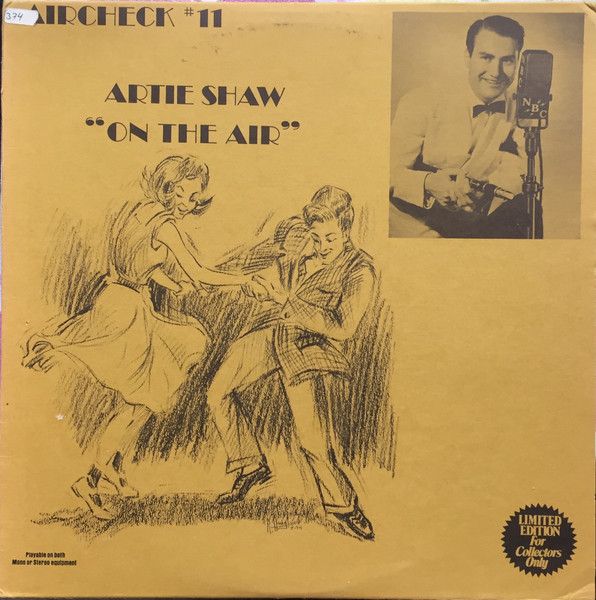 374
AIRCHECK #11
ARTIE SHAW
"ON THE AIR"
NBC
Playable on both
Mono or Stereo equipment
LIMITED
EDITION
For
Collectors
Only